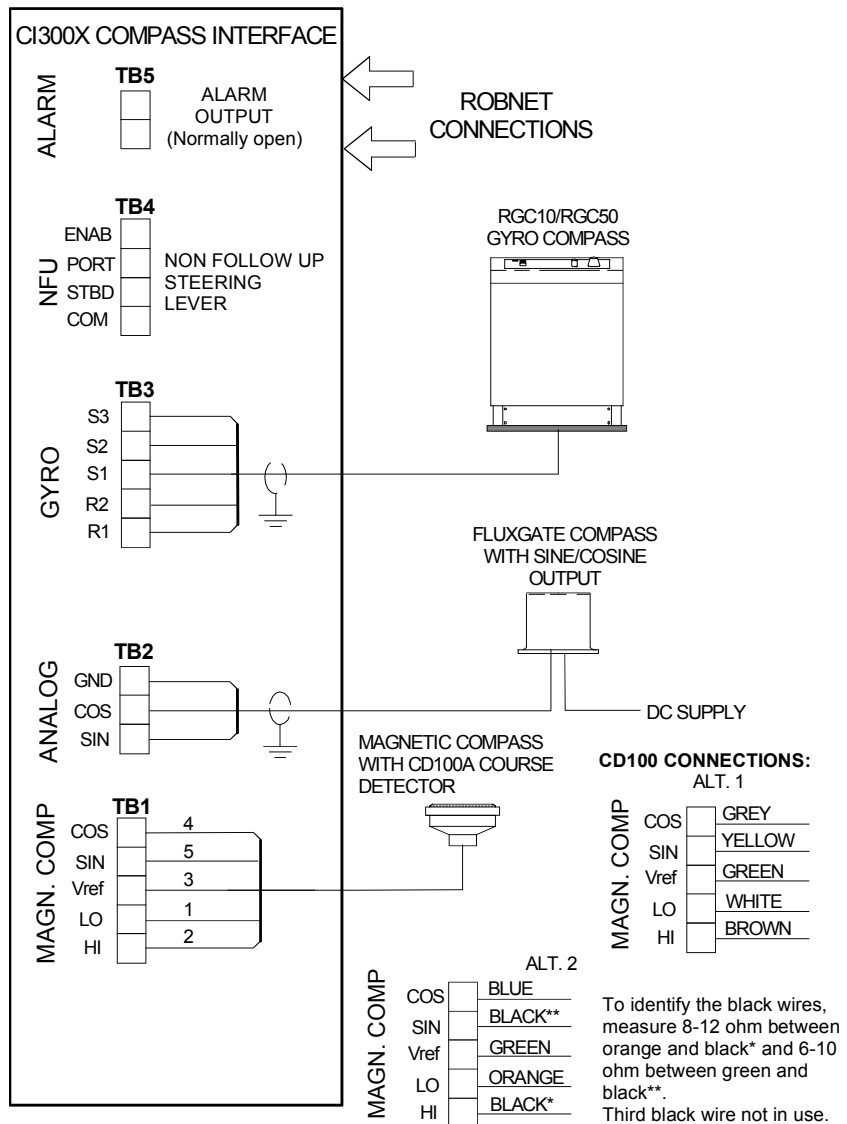 CI300X COMPASS INTERFACE
ALARM
TB5
ALARM
OUTPUT
(Normally open)
ROBNET
CONNECTIONS
NFU
TB4
ENAB
PORT
STBD
COM
NON FOLLOW UP
STEERING
LEVER
RGC10/RGC50
GYRO COMPASS
GYRO
TB3
S3
S2
S1
R2
R1
FLUXGATE COMPASS
WITH SINE/COSINE
OUTPUT
DC SUPPLY
ANALOG
TB2
GND
COS
SIN
MAGNETIC COMPASS
WITH CD100A COURSE
DETECTOR
MAGN. COMP
TB1
COS 4
SIN 5
Vref 3
LO 1
HI 2
CD100 CONNECTIONS:
ALT. 1
MAGN. COMP
COS GREY
SIN YELLOW
Vref GREEN
LO WHITE
HI BROWN
ALT. 2
MAGN. COMP
COS BLUE
SIN BLACK**
Vref GREEN
LO ORANGE
HI BLACK*
To identify the black wires,
measure 8-12 ohm between
orange and black* and 6-10
ohm between green and
black**.
Third black wire not in use.